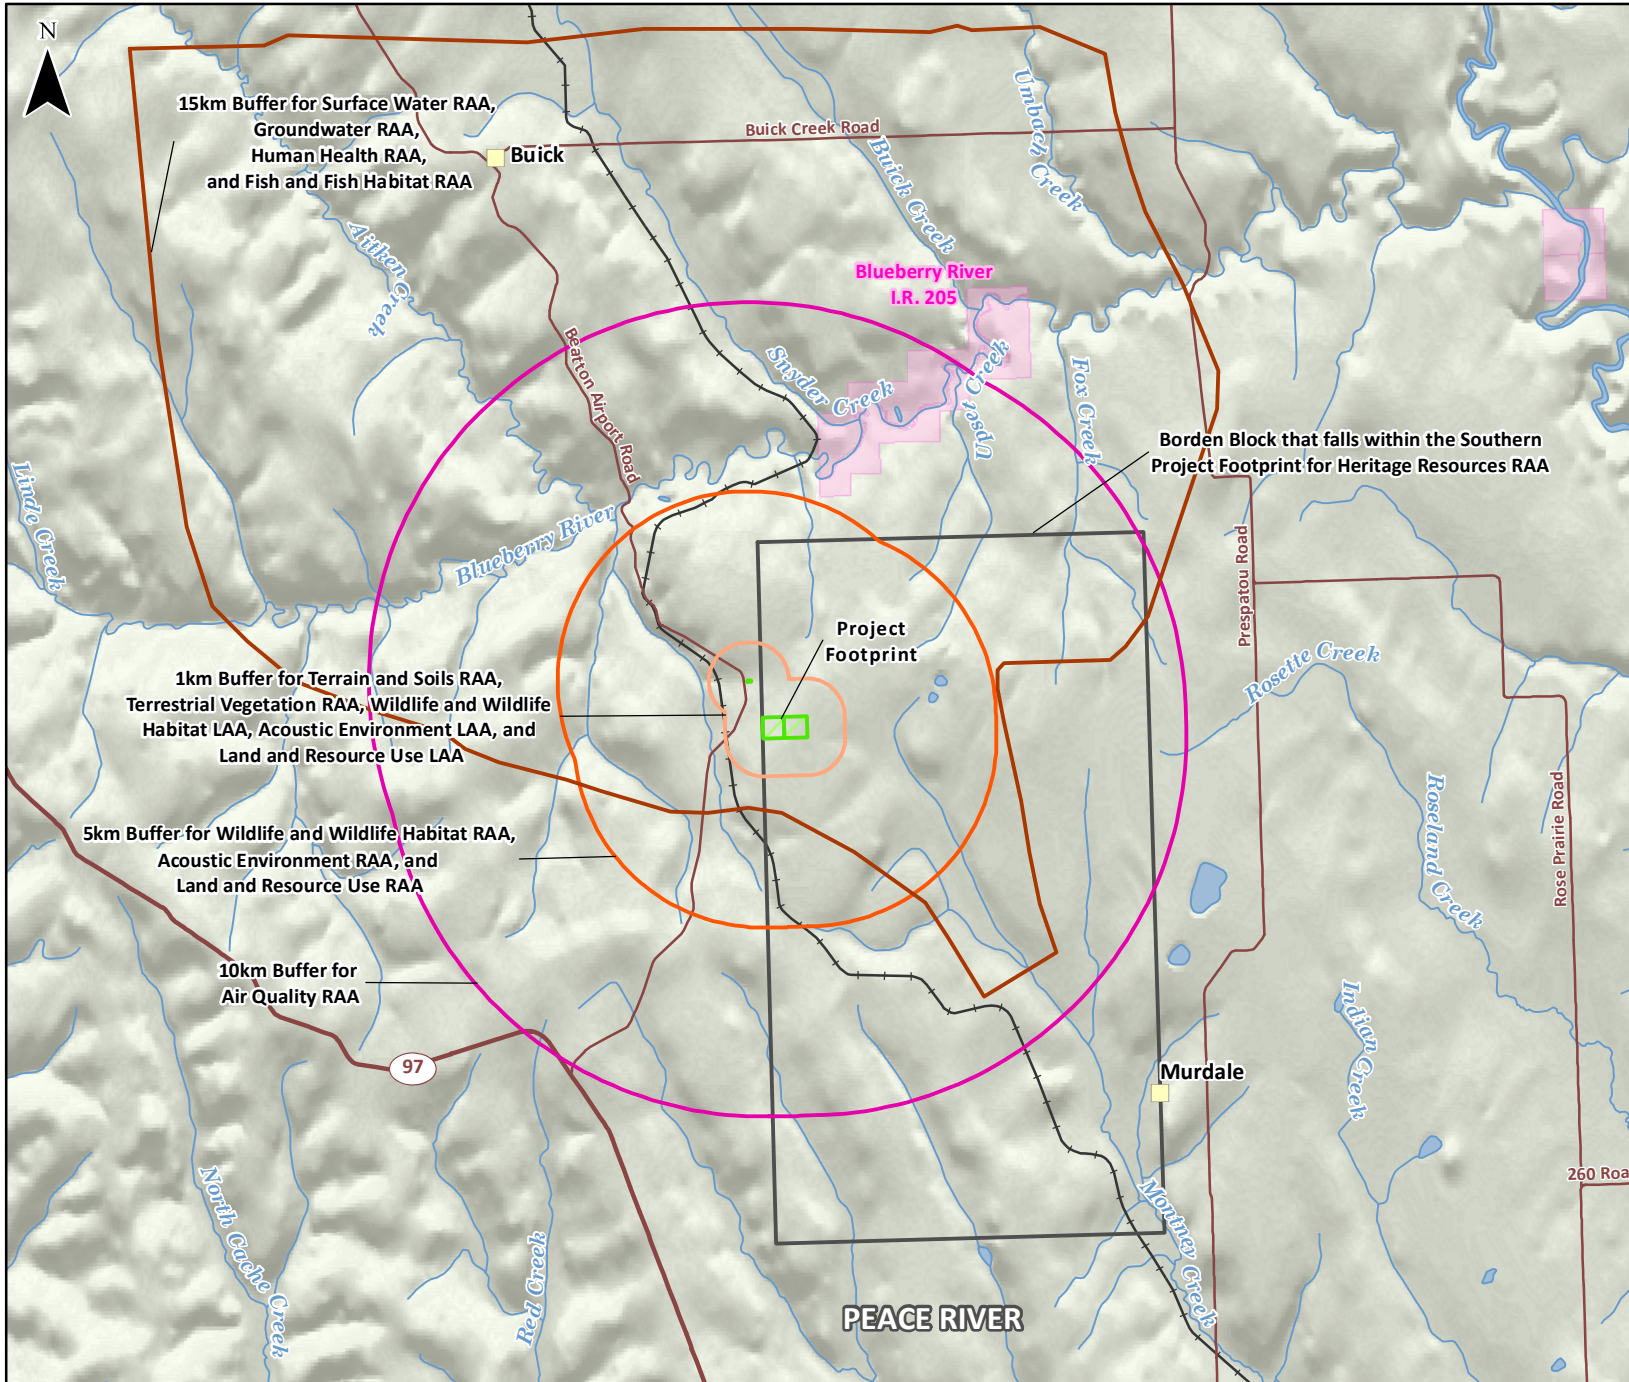 N
15km Buffer for Surface Water RAA,
Groundwater RAA,
Human Health RAA,
and Fish and Fish Habitat RAA
Buick
Buick Creek Road
Buick Creek
Umbach Creek
Aitken Creek
Blueberry River
I.R. 205
Beatton Airport Road
Snyder Creek
Upset Creek
Fox Creek
Borden Block that falls within the Southern
Project Footprint for Heritage Resources RAA
Linde Creek
Blueberry River
Prespatou Road
Project
Footprint
Rosette Creek
1km Buffer for Terrain and Soils RAA,
Terrestrial Vegetation RAA, Wildlife and Wildlife
Habitat LAA, Acoustic Environment LAA, and
Land and Resource Use LAA
Roseland Creek
Rose Prairie Road
5km Buffer for Wildlife and Wildlife Habitat RAA,
Acoustic Environment RAA, and
Land and Resource Use RAA
10km Buffer for
Air Quality RAA
97
Indian Creek
Murdale
260 Roa
North Cache Creek
Red Creek
Montney Creek
PEACE RIVER